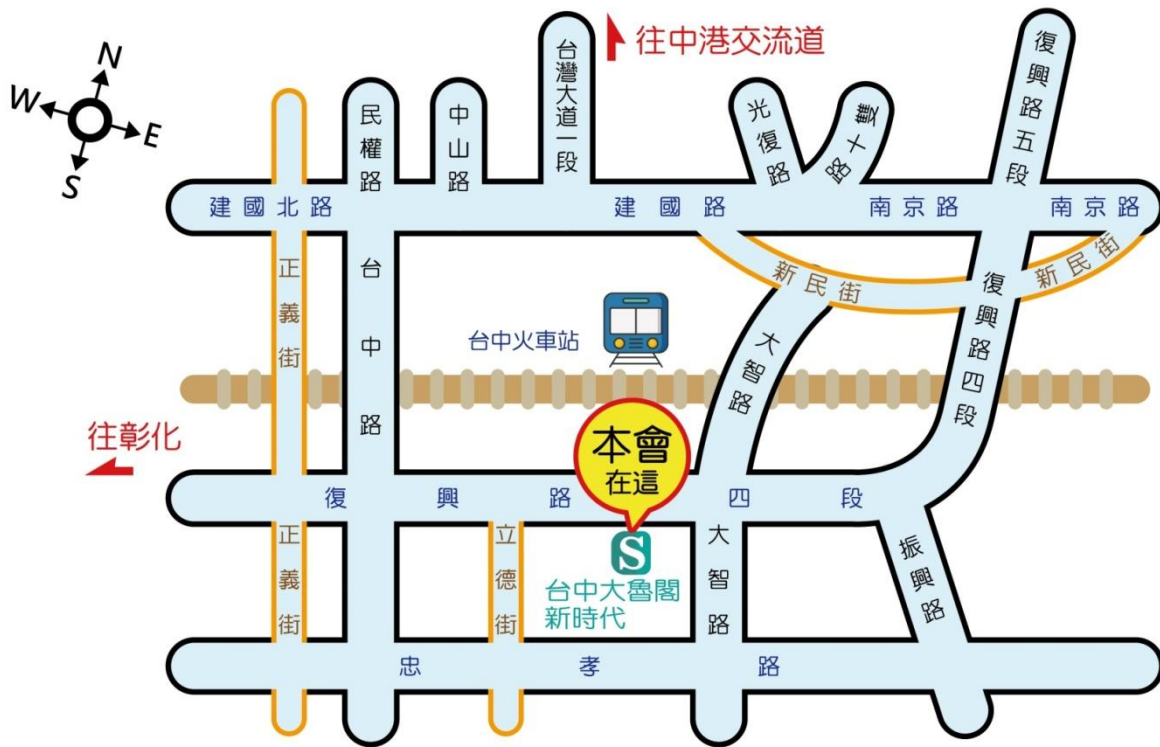 往中港交流道
N
W
E
S
台灣大道一段
復興路五段
民權路
中山路
光復路
雙十路
建國北路
建國路
南京路
南京路
正義街
台中路
新民街
新民街
復興路四段
台中火車站
大智路
往彰化
本會
在這
復興路四段
正義街
立德街
S
台中大魯閣
新時代
大智路
振興路
忠孝路